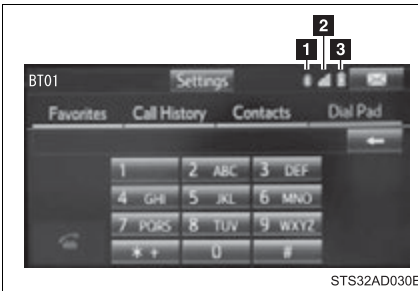 2
1 3
BT01 Settings
Favorites Call History Contacts Dial Pad
1 2 ABC 3 DEF
4 GHI 5 JKL 6 MNO
7 PQRS 8 TUV 9 WXYZ
* + 0 #
STS32AD030E